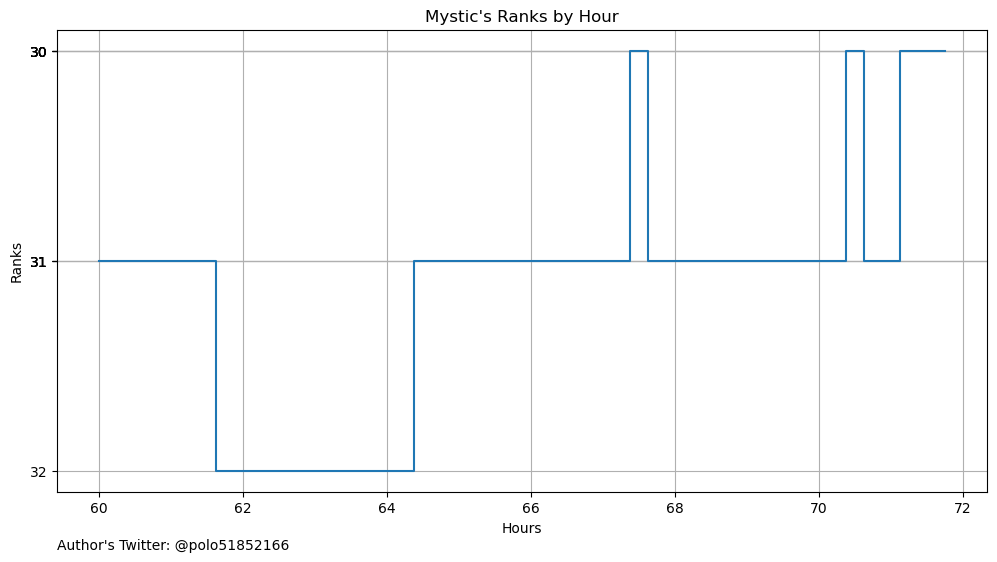 Mystic's Ranks by Hour
30
31
32
Ranks
60 62 64 66 68 70 72
Hours
Author's Twitter: @polo51852166